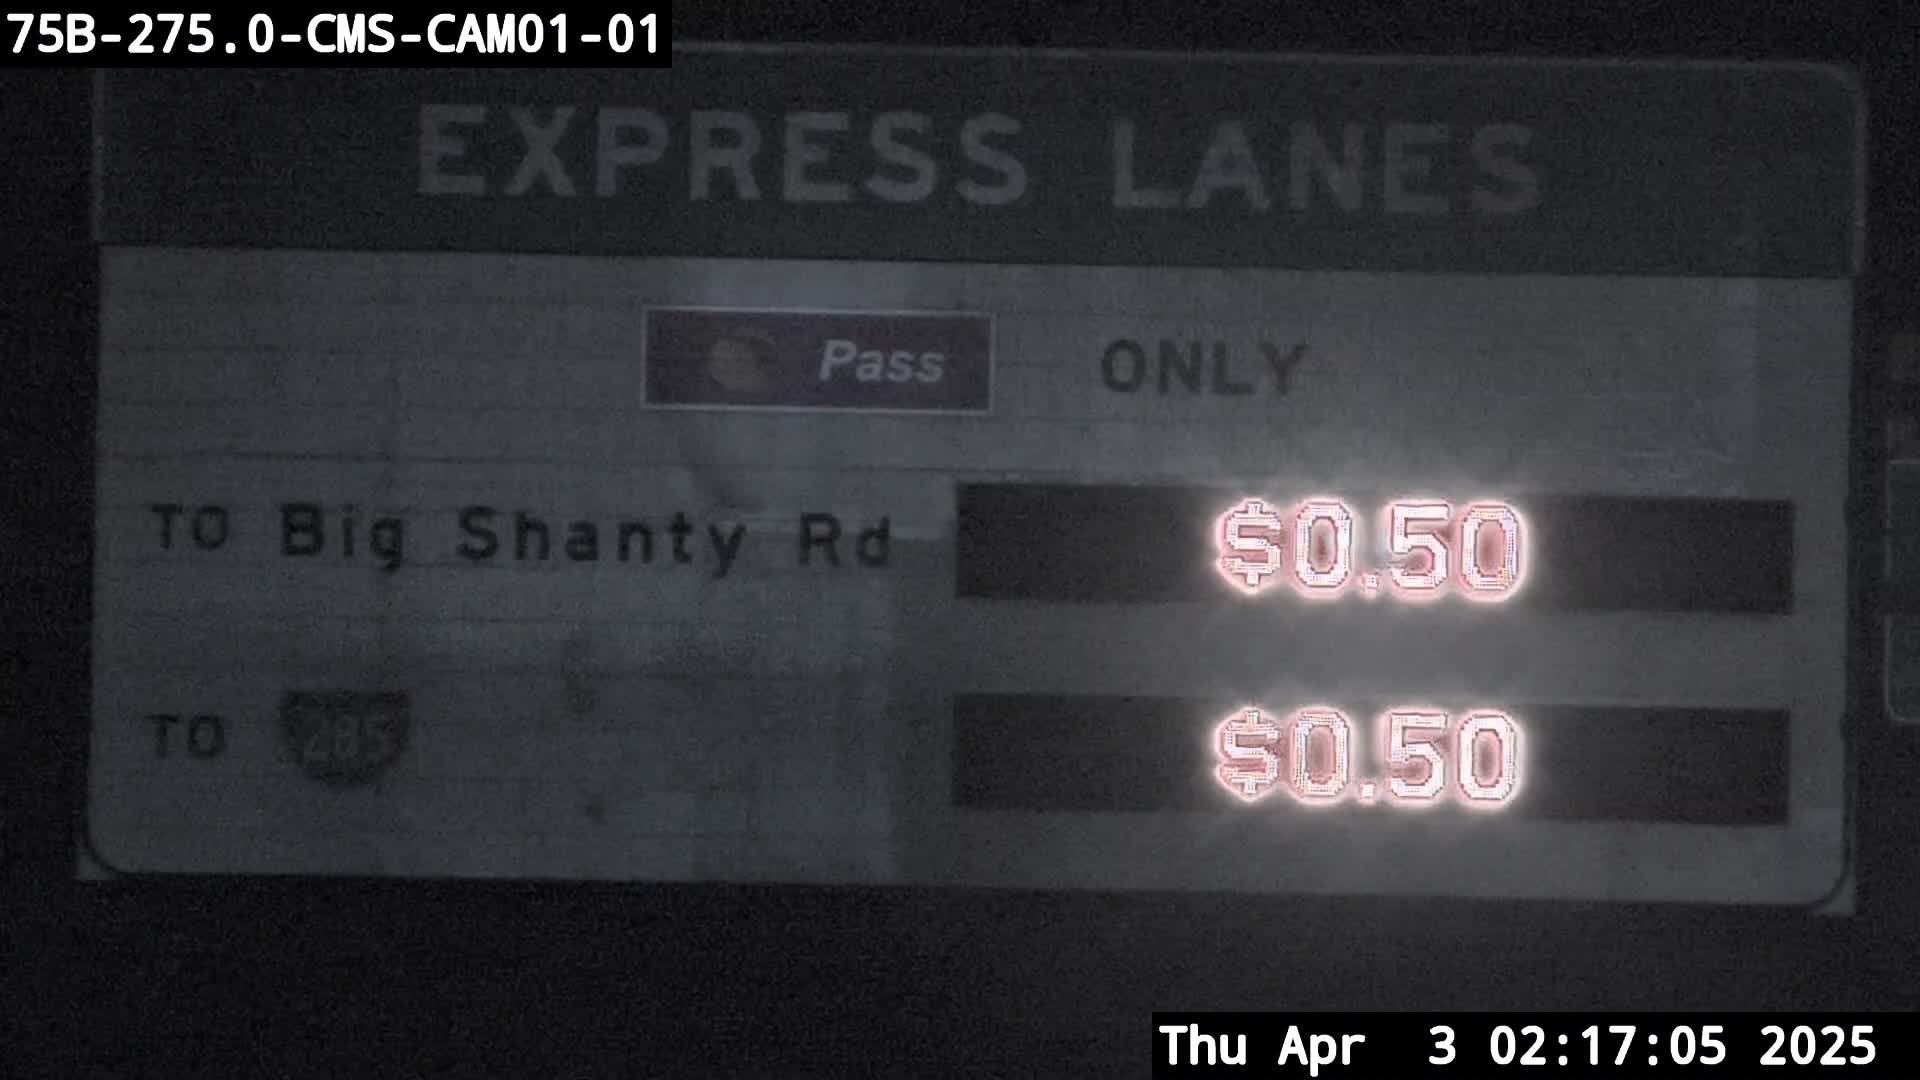 75B-275.0-CMS-CAM01-01
EXPRESS LANES
Pass ONLY
TO Big Shanty Rd $0.50
TO 285 $0.50
Thu Apr 3 02:17:05 2025